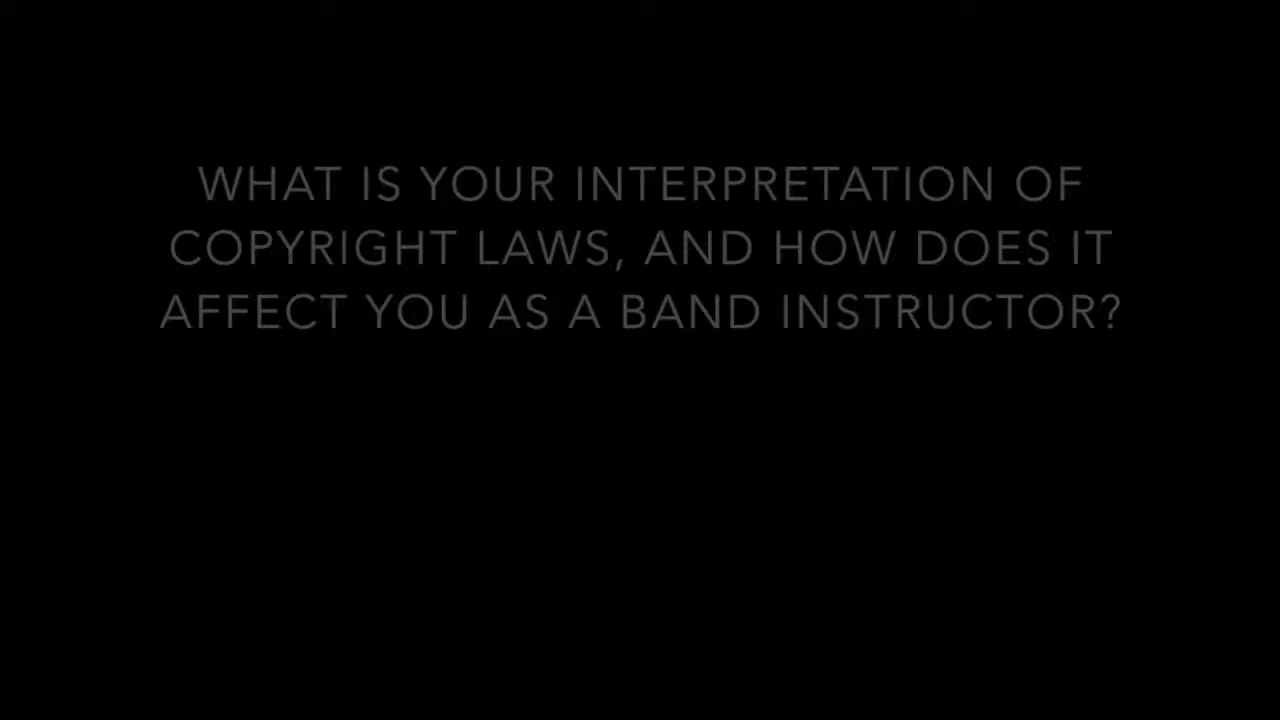 WHAT IS YOUR INTERPRETATION OF
COPYRIGHT LAWS, AND HOW DOES IT
AFFECT YOU AS A BAND INSTRUCTOR?